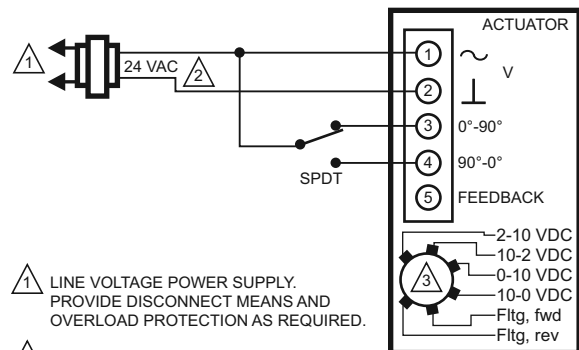 ACTUATOR
1
24 VAC
2
1
~
V
2
⊥
3
0°-90°
SPDT
4
90°-0°
5
FEEDBACK
3
2-10 VDC
10-2 VDC
0-10 VDC
10-0 VDC
Fltg, fwd
Fltg, rev
1 LINE VOLTAGE POWER SUPPLY.
PROVIDE DISCONNECT MEANS AND
OVERLOAD PROTECTION AS REQUIRED.